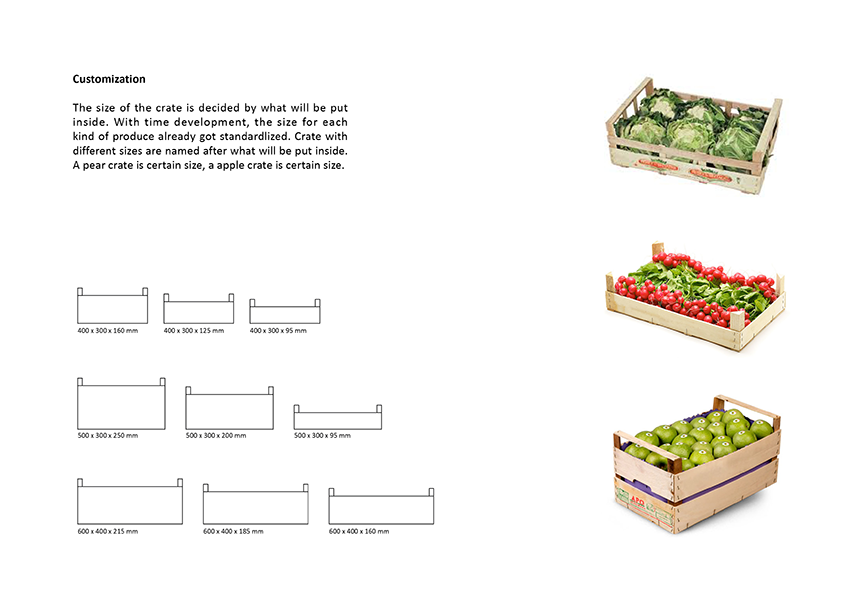 Customization
The size of the crate is decided by what will be put
inside. With time development, the size for each
kind of produce already got standardlized. Crate with
different sizes are named after what will be put inside.
A pear crate is certain size, a apple crate is certain size.
400 x 300 x 160 mm
400 x 300 x 125 mm
400 x 300 x 95 mm
500 x 300 x 250 mm
500 x 300 x 200 mm
500 x 300 x 95 mm
600 x 400 x 215 mm
600 x 400 x 185 mm
600 x 400 x 160 mm